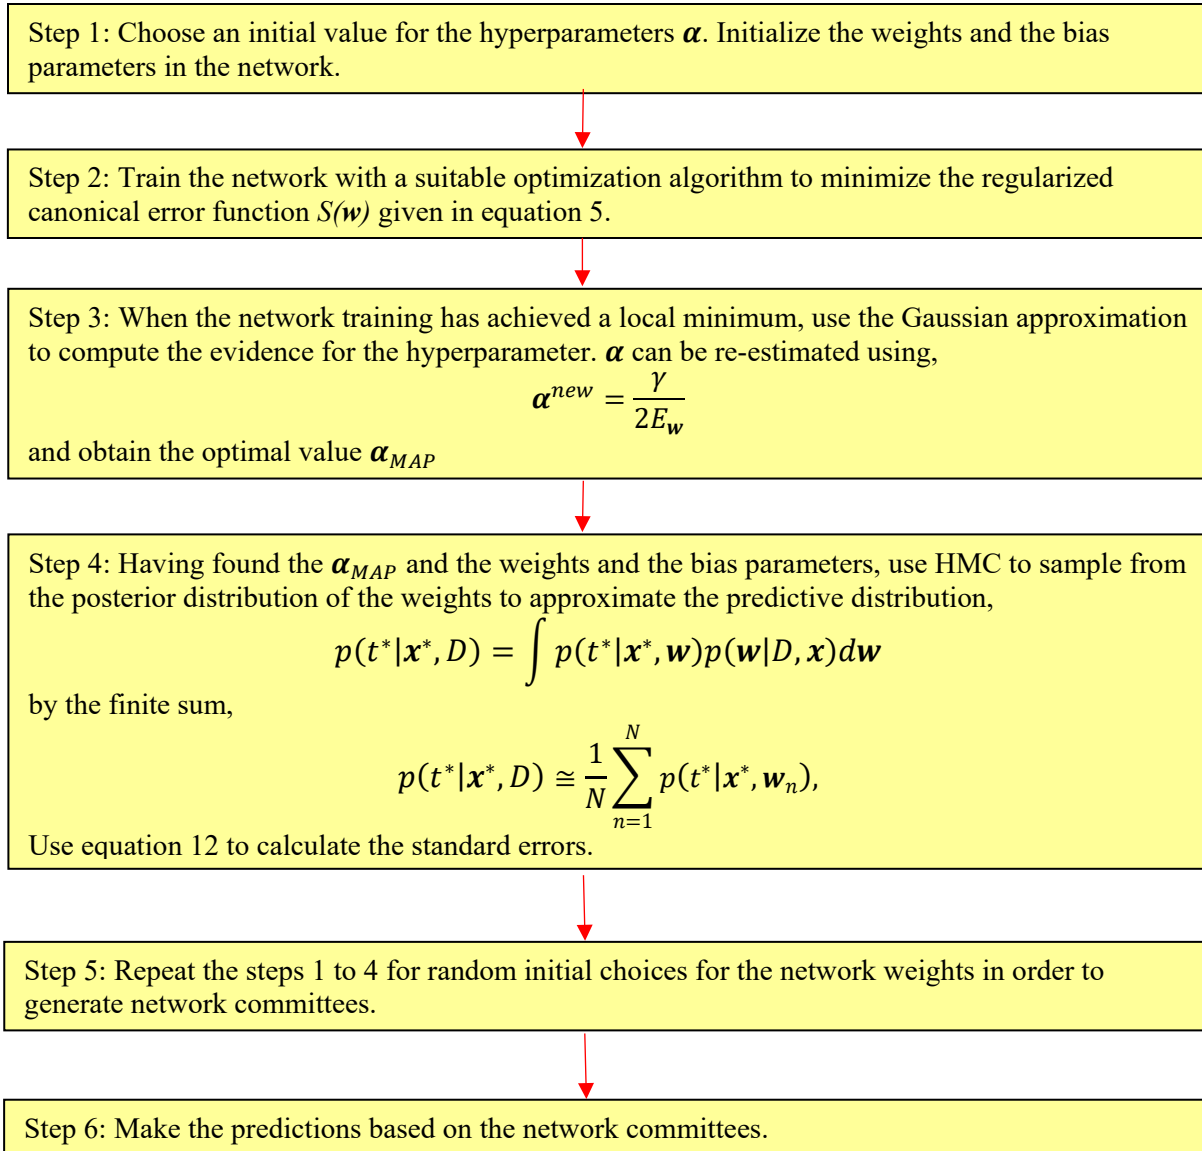 Step 1: Choose an initial value for the hyperparameters α. Initialize the weights and the bias
parameters in the network.
Step 2: Train the network with a suitable optimization algorithm to minimize the regularized
canonical error function S(w) given in equation 5.
Step 3: When the network training has achieved a local minimum, use the Gaussian approximation
to compute the evidence for the hyperparameter. α can be re-estimated using,
α^{new} = \frac{γ}{2E_w}
and obtain the optimal value α_{MAP}
Step 4: Having found the α_{MAP} and the weights and the bias parameters, use HMC to sample from
the posterior distribution of the weights to approximate the predictive distribution,
p(t^*|x^*, D) = ∫ p(t^*|x^*, w)p(w|D, x)dw
by the finite sum,
p(t^*|x^*, D) ≅ \frac{1}{N} \sum_{n=1}^{N} p(t^*|x^*, w_n),
Use equation 12 to calculate the standard errors.
Step 5: Repeat the steps 1 to 4 for random initial choices for the network weights in order to
generate network committees.
Step 6: Make the predictions based on the network committees.